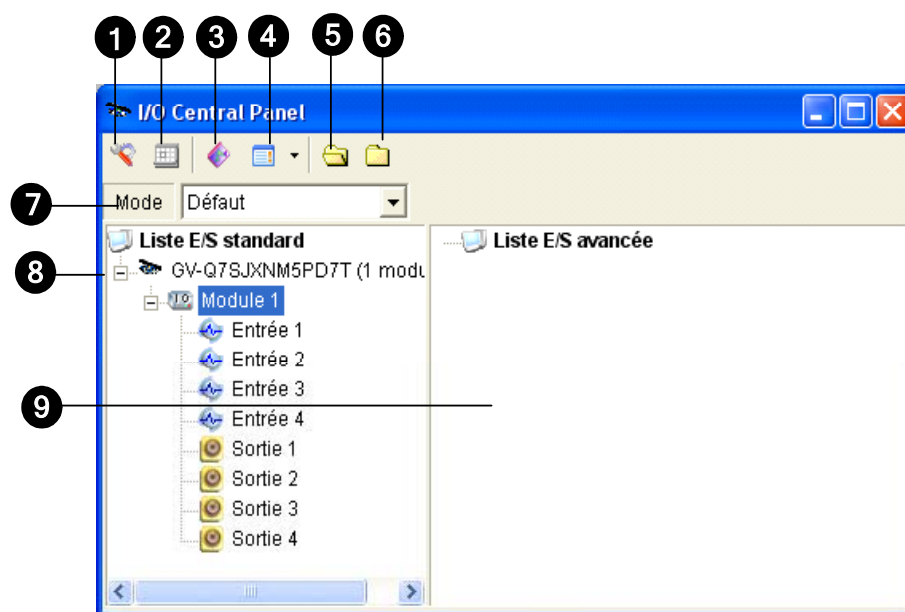 1 2 3 4 5 6
I/O Central Panel
7 Mode Défaut
Liste E/S standard
Liste E/S avancée
8 GV-Q7SJXNM5PD7T (1 modu
Module 1
Entrée 1
Entrée 2
Entrée 3
9 Entrée 4
Sortie 1
Sortie 2
Sortie 3
Sortie 4